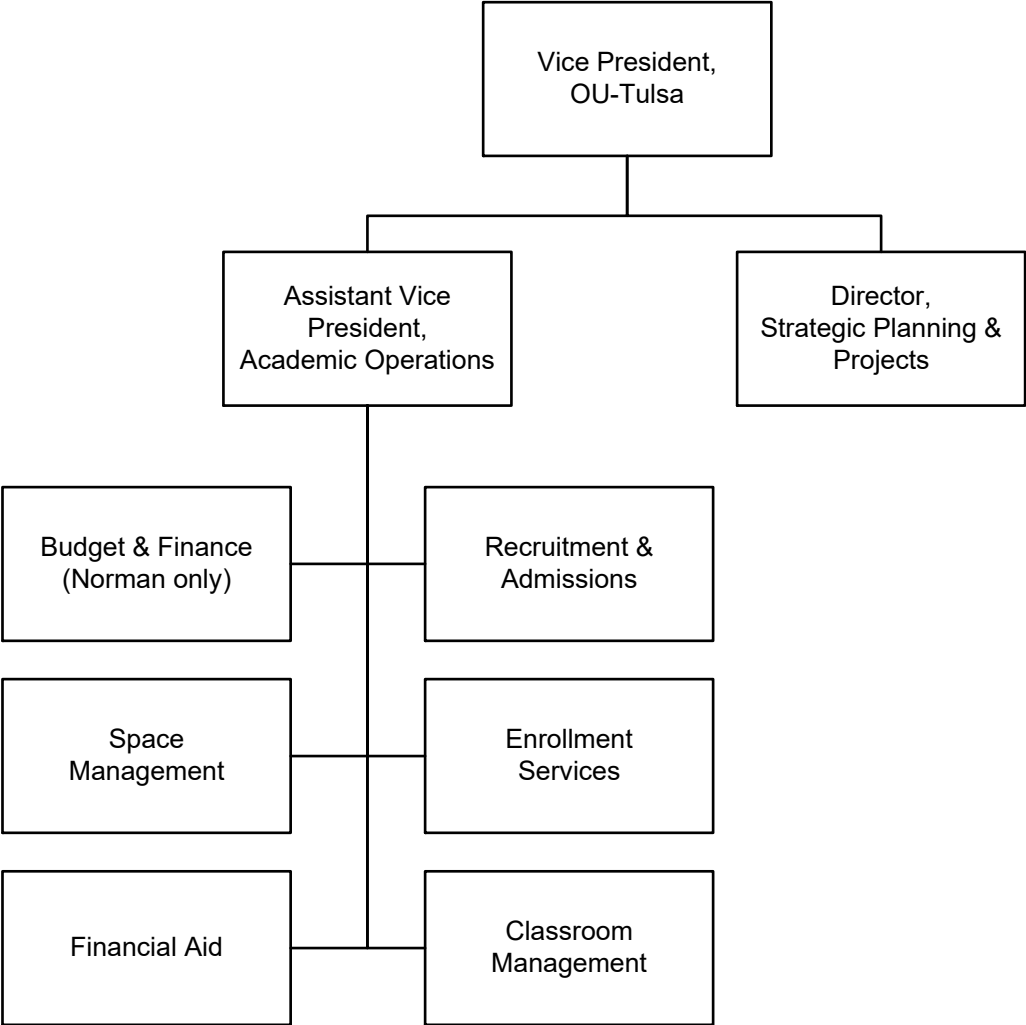 Vice President,
OU-Tulsa
Assistant Vice
President,
Academic Operations
Director,
Strategic Planning &
Projects
Budget & Finance
(Norman only)
Recruitment &
Admissions
Space
Management
Enrollment
Services
Financial Aid
Classroom
Management